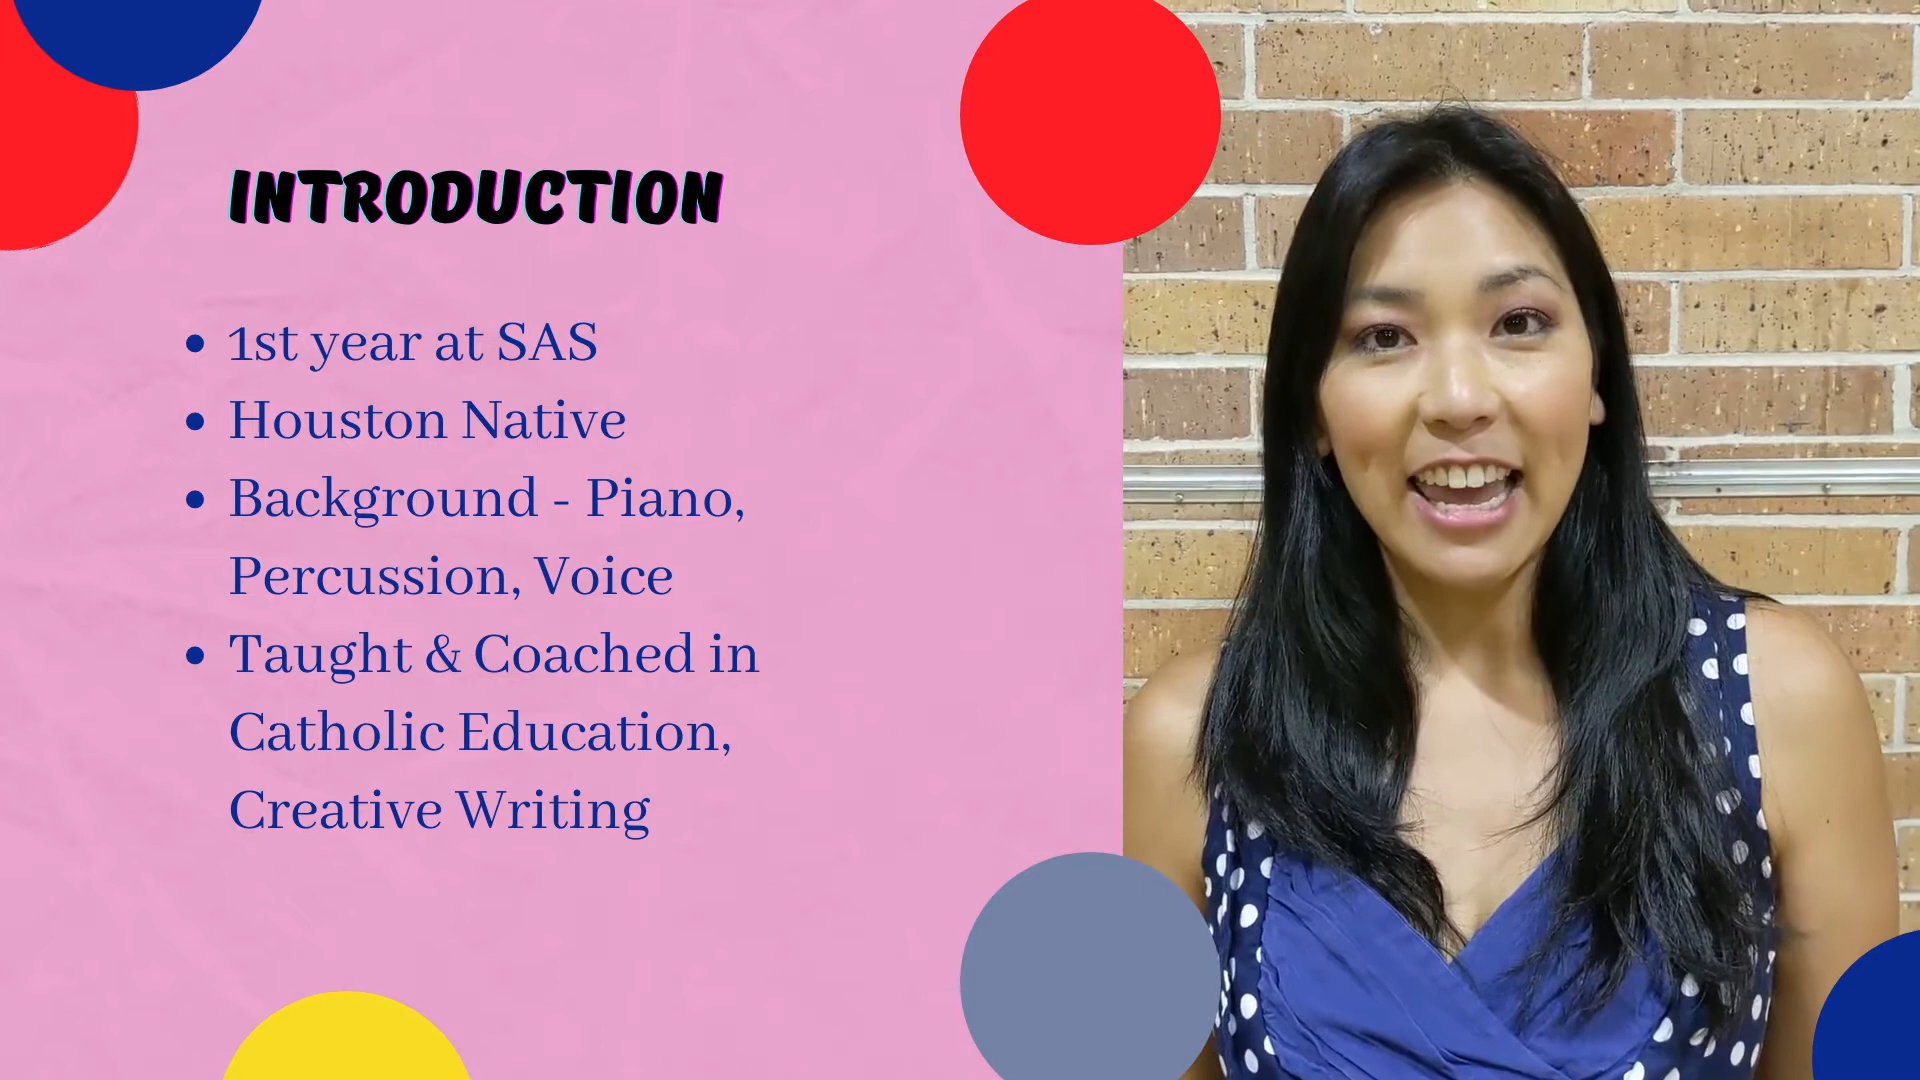 INTRODUCTION
• 1st year at SAS
• Houston Native
• Background - Piano,
Percussion, Voice
• Taught & Coached in
Catholic Education,
Creative Writing